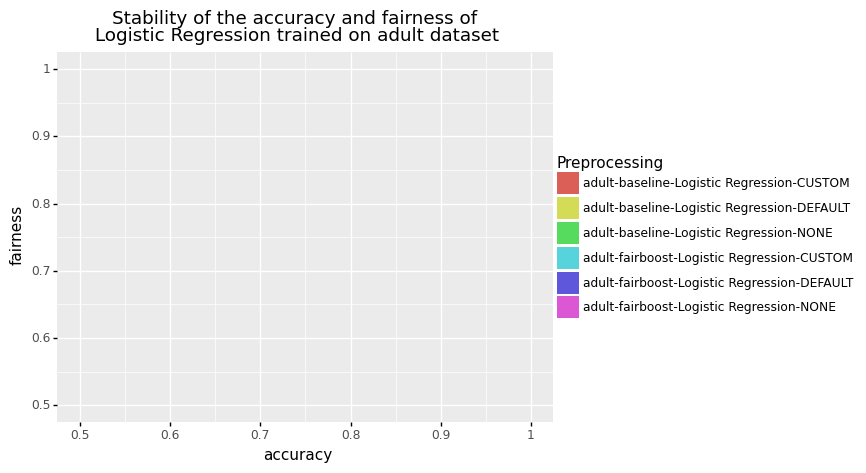 Stability of the accuracy and fairness of
Logistic Regression trained on adult dataset
1
0.9
0.8
0.7
0.6
0.5
fairness
0.5 0.6 0.7 0.8 0.9 1
accuracy
Preprocessing
adult-baseline-Logistic Regression-CUSTOM
adult-baseline-Logistic Regression-DEFAULT
adult-baseline-Logistic Regression-NONE
adult-fairboost-Logistic Regression-CUSTOM
adult-fairboost-Logistic Regression-DEFAULT
adult-fairboost-Logistic Regression-NONE